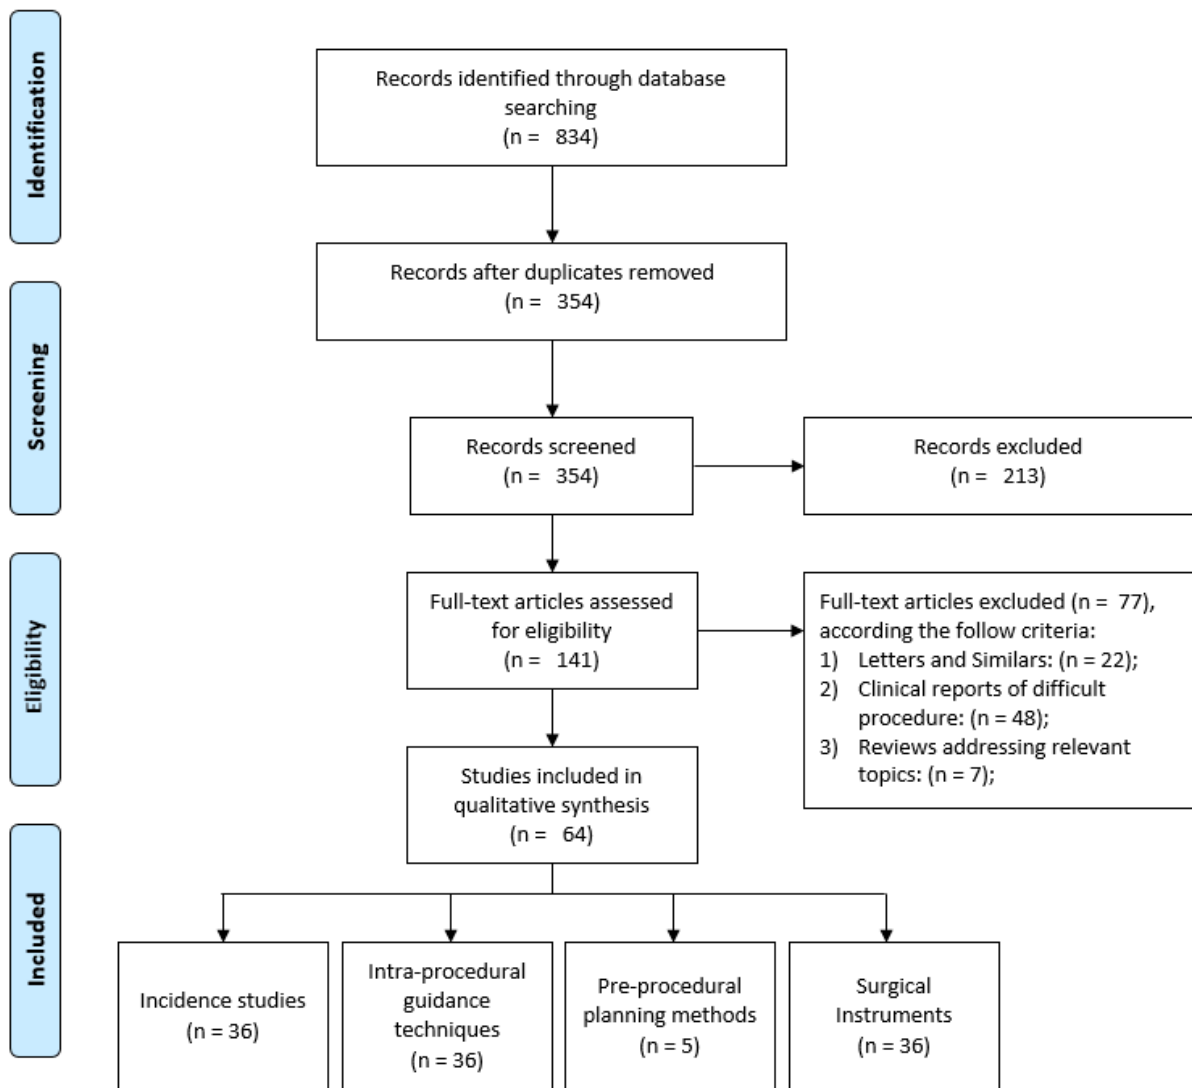 Identification
Records identified through database
searching
(n = 834)
Records after duplicates removed
(n = 354)
Screening
Records screened
(n = 354)
Records excluded
(n = 213)
Eligibility
Full-text articles assessed
for eligibility
(n = 141)
Full-text articles excluded (n = 77),
according the follow criteria:
1) Letters and Similars: (n = 22);
2) Clinical reports of difficult
procedure: (n = 48);
3) Reviews addressing relevant
topics: (n = 7);
Studies included in
qualitative synthesis
(n = 64)
Included
Incidence studies
(n = 36)
Intra-procedural
guidance
techniques
(n = 36)
Pre-procedural
planning methods
(n = 5)
Surgical
Instruments
(n = 36)